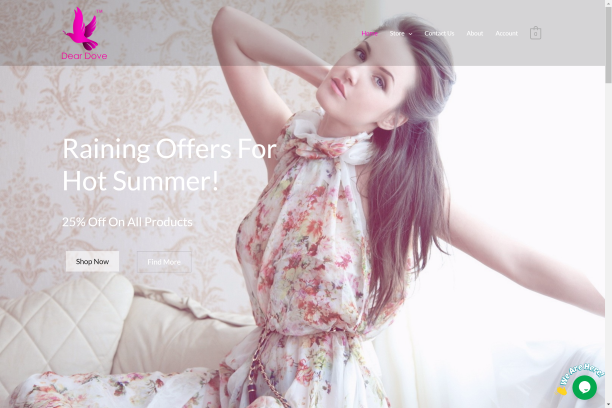 Dear Dove
Home Store Contact Us About Account 0
Raining Offers For
Hot Summer!
25% Off On All Products
Shop Now Find More
We Are Here!